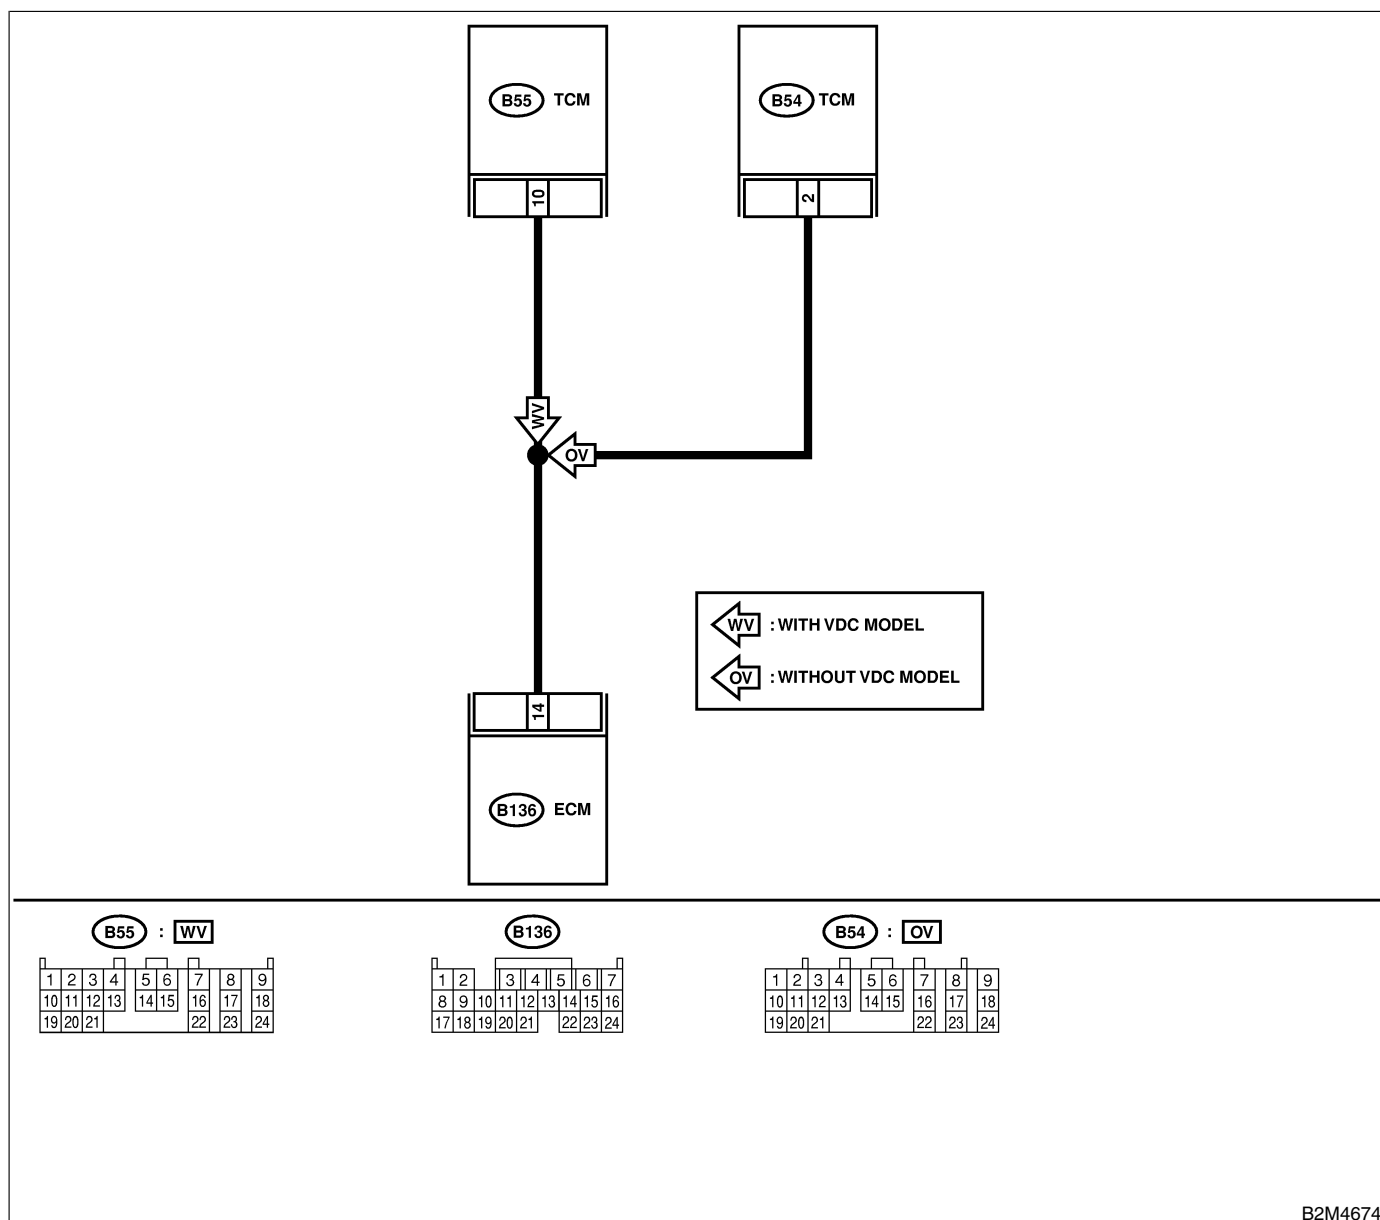 B55 TCM
B54 TCM
10
2
WV
OV
WV : WITH VDC MODEL
OV : WITHOUT VDC MODEL
14
B136 ECM
B55 : WV
1 2 3 4 5 6 7 8 9
10 11 12 13 14 15 16 17 18
19 20 21 22 23 24
B136
1 2 3 4 5 6 7
8 9 10 11 12 13 14 15 16
17 18 19 20 21 22 23 24
B54 : OV
1 2 3 4 5 6 7 8 9
10 11 12 13 14 15 16 17 18
19 20 21 22 23 24
B2M4674